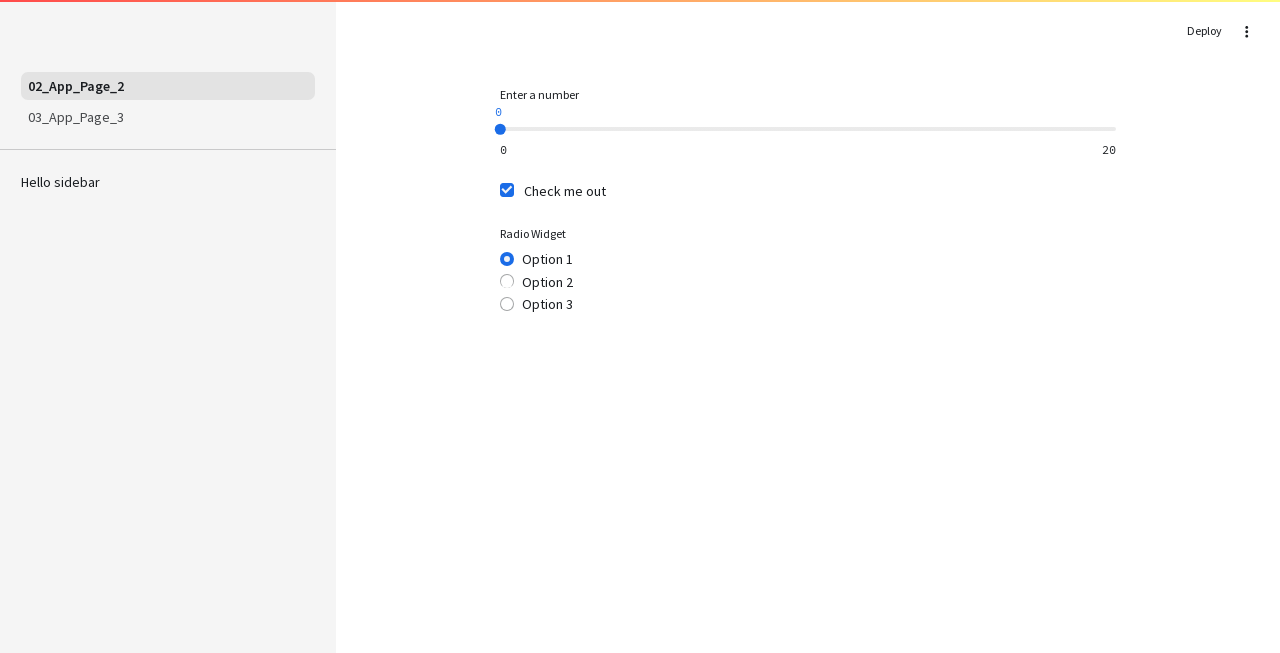 Deploy
02_App_Page_2
03_App_Page_3
Hello sidebar
Enter a number
0
0
20
Check me out
Radio Widget
Option 1
Option 2
Option 3